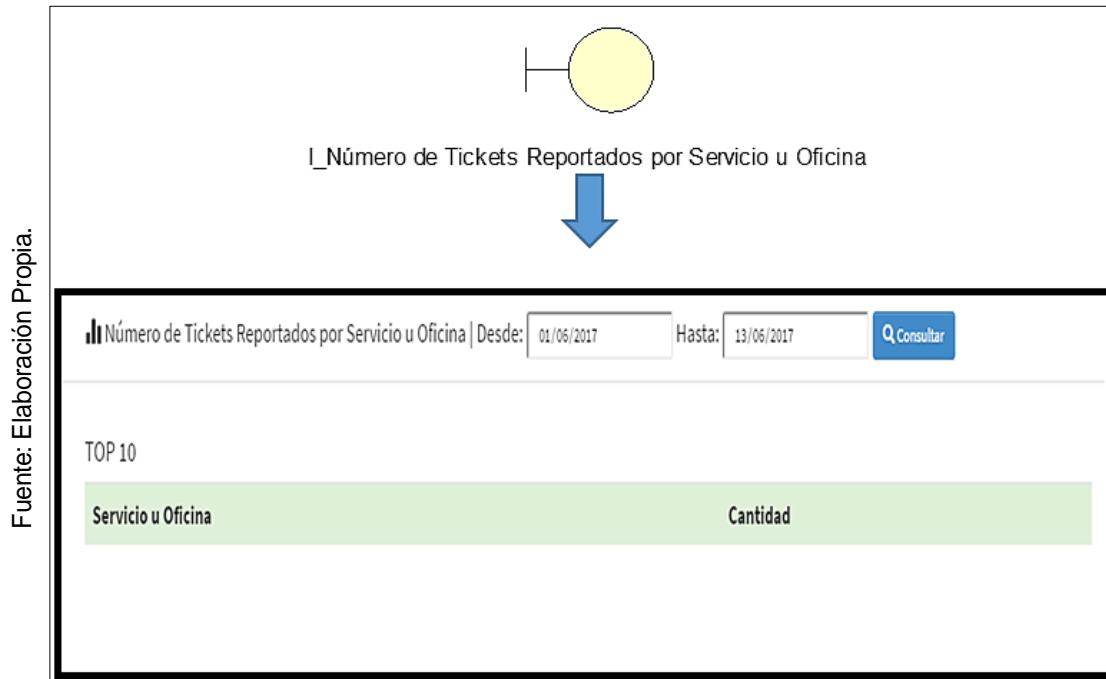 I_Número de Tickets Reportados por Servicio u Oficina
Número de Tickets Reportados por Servicio u Oficina | Desde: 01/06/2017 Hasta: 13/06/2017 Consultar
TOP 10
Servicio u Oficina Cantidad
Fuente: Elaboración Propia.